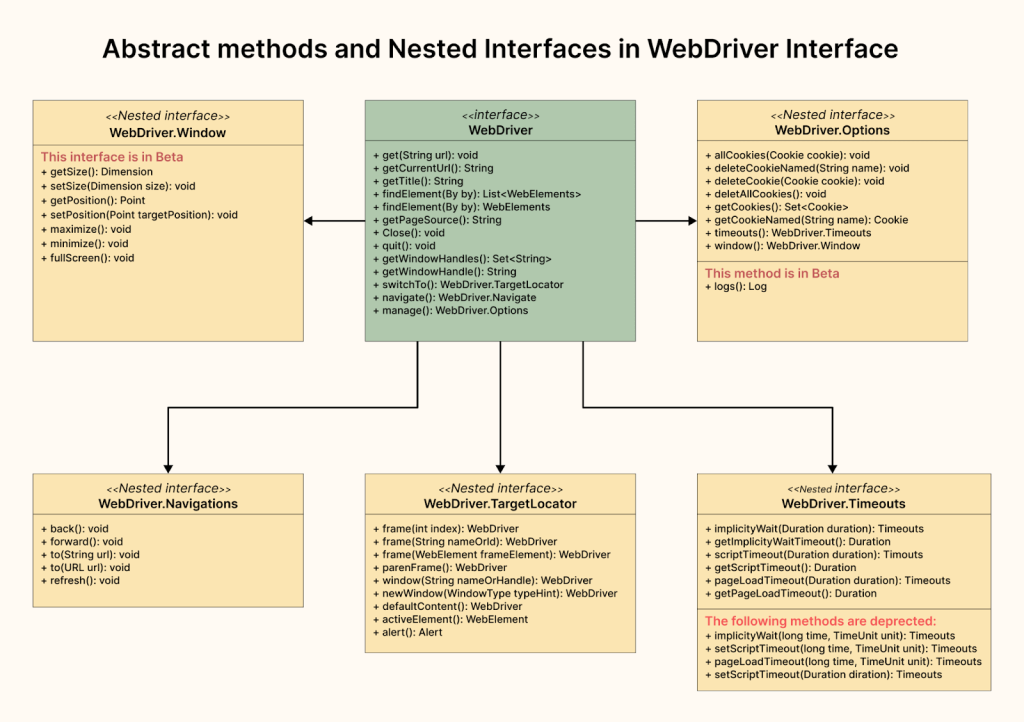 Abstract methods and Nested Interfaces in WebDriver Interface
<<Nested interface>>
WebDriver.Window
This interface is in Beta
+ getSize(): Dimension
+ setSize(Dimension size): void
+ getPosition(): Point
+ setPosition(Point targetPosition): void
+ maximize(): void
+ minimize(): void
+ fullScreen(): void
<<interface>>
WebDriver
+ get(String url): void
+ getCurrentUrl(): String
+ getTitle(): String
+ findElement(By by): List<WebElements>
+ findElement(By by): WebElements
+ getPageSource(): String
+ Close(): void
+ quit(): void
+ getWindowHandles(): Set<String>
+ getWindowHandle(): String
+ switchTo(): WebDriver.TargetLocator
+ navigate(): WebDriver.Navigate
+ manage(): WebDriver.Options
<<Nested interface>>
WebDriver.Options
+ allCookies(Cookie cookie): void
+ deleteCookieNamed(String name): void
+ deleteCookie(Cookie cookie): void
+ deletAllCookies(): void
+ getCookies(): Set<Cookie>
+ getCookieNamed(String name): Cookie
+ timeouts(): WebDriver.Timeouts
+ window(): WebDriver.Window
This method is in Beta
+ logs(): Log
<<Nested interface>>
WebDriver.Navigations
+ back(): void
+ forward(): void
+ to(String url): void
+ to(URL url): void
+ refresh(): void
<<Nested interface>>
WebDriver.TargetLocator
+ frame(int index): WebDriver
+ frame(String nameOrId): WebDriver
+ frame(WebElement frameElement): WebDriver
+ parenFrame(): WebDriver
+ window(String nameOrHandle): WebDriver
+ newWindow(WindowType typeHint): WebDriver
+ defaultContent(): WebDriver
+ activeElement(): WebElement
+ alert(): Alert
<<Nested interface>>
WebDriver.Timeouts
+ implicityWait(Duration duration): Timeouts
+ getImplicityWaitTimeout(): Duration
+ scriptTimeout(Duration duration): Timouts
+ getScriptTimeout(): Duration
+ pageLoadTimeout(Duration duration): Timeouts
+ getPageLoadTimeout(): Duration
The following methods are deprected:
+ implicityWait(long time, TimeUnit unit): Timeouts
+ setScriptTimeout(long time, TimeUnit unit): Timeouts
+ pageLoadTimeout(long time, TimeUnit unit): Timeouts
+ setScriptTimeout(Duration diration): Timeouts